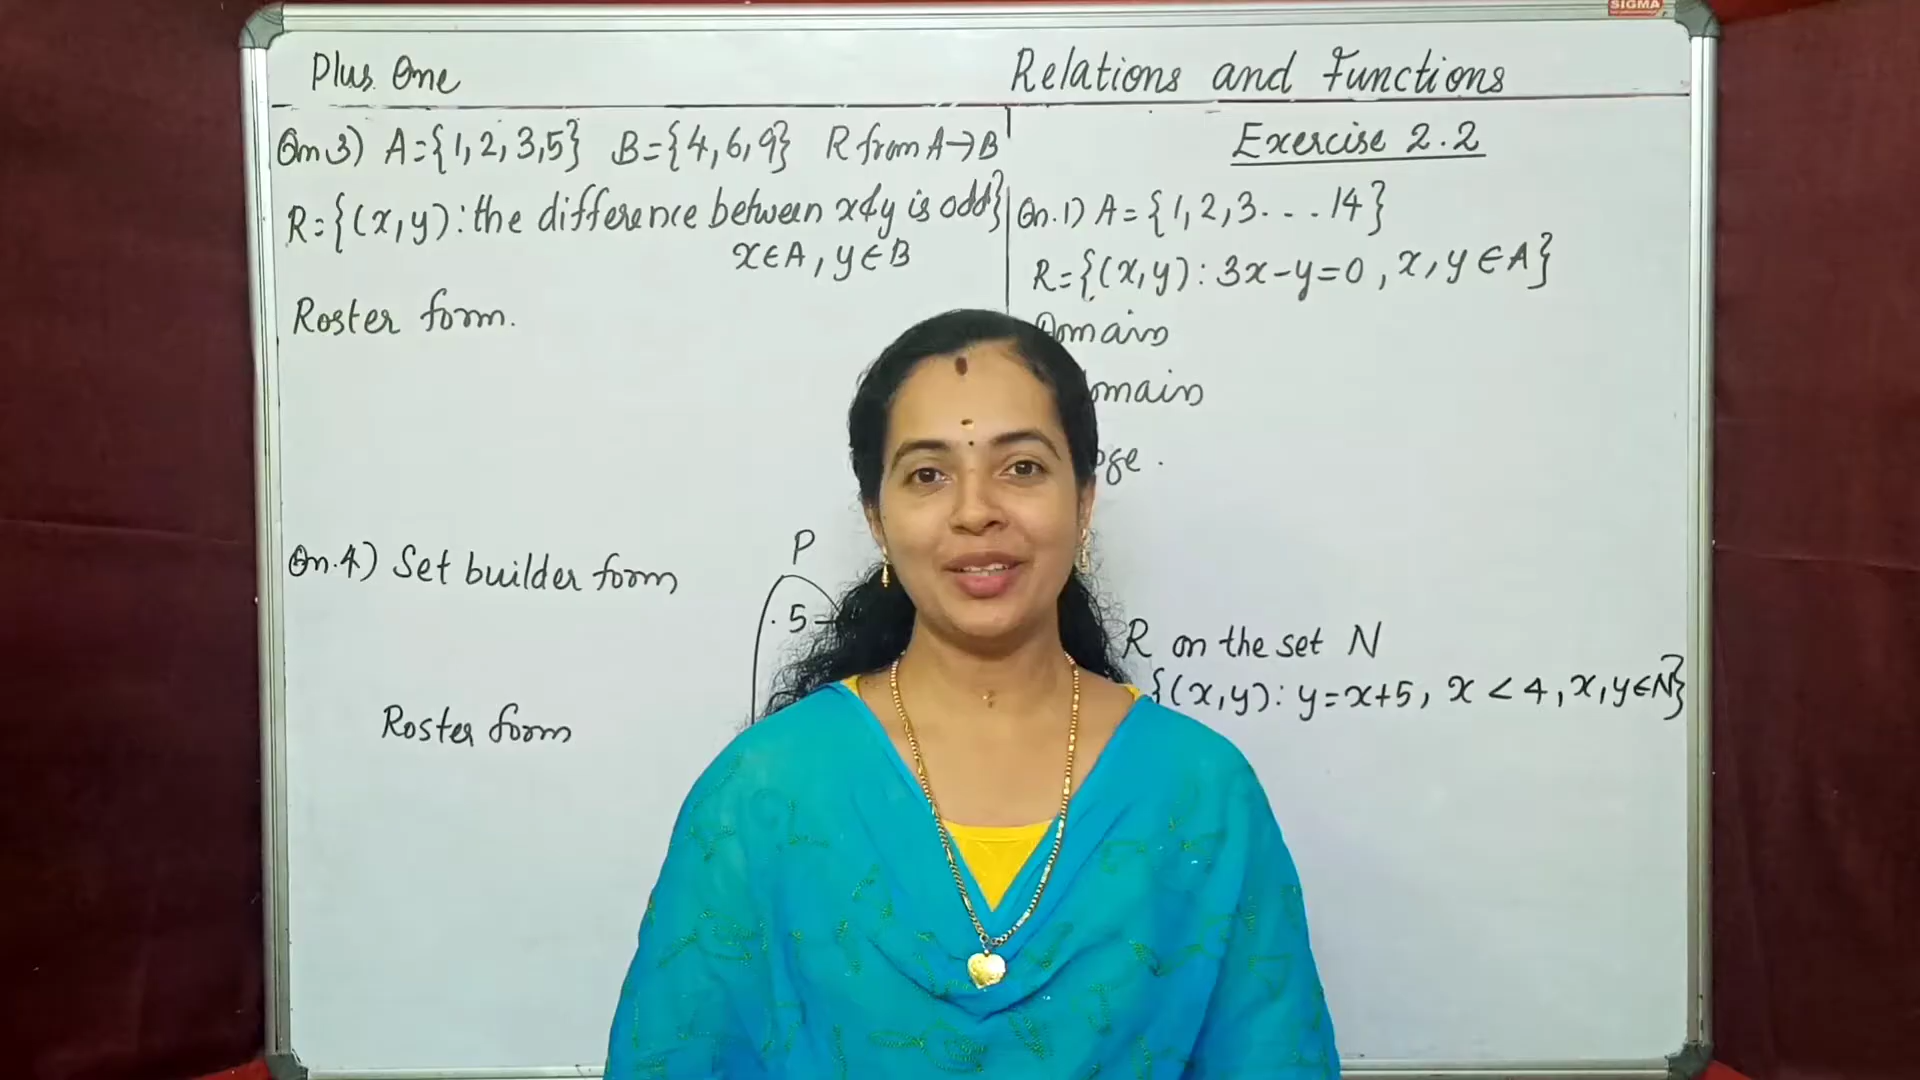 SIGMA
Plus One
Relations and Functions
Qn 3) A={1,2,3,5} B={4,6,9} R from A→B
R={(x,y): the difference between x & y is odd}
x∈A, y∈B
Roster form.
Qn.4) Set builder form
P
. 5
Roster form
Exercise 2.2
Qn.1) A={1,2,3...14}
R={(x,y): 3x-y=0, x,y∈A}
Domain
R on the set N
{(x,y): y=x+5, x<4, x,y∈N}